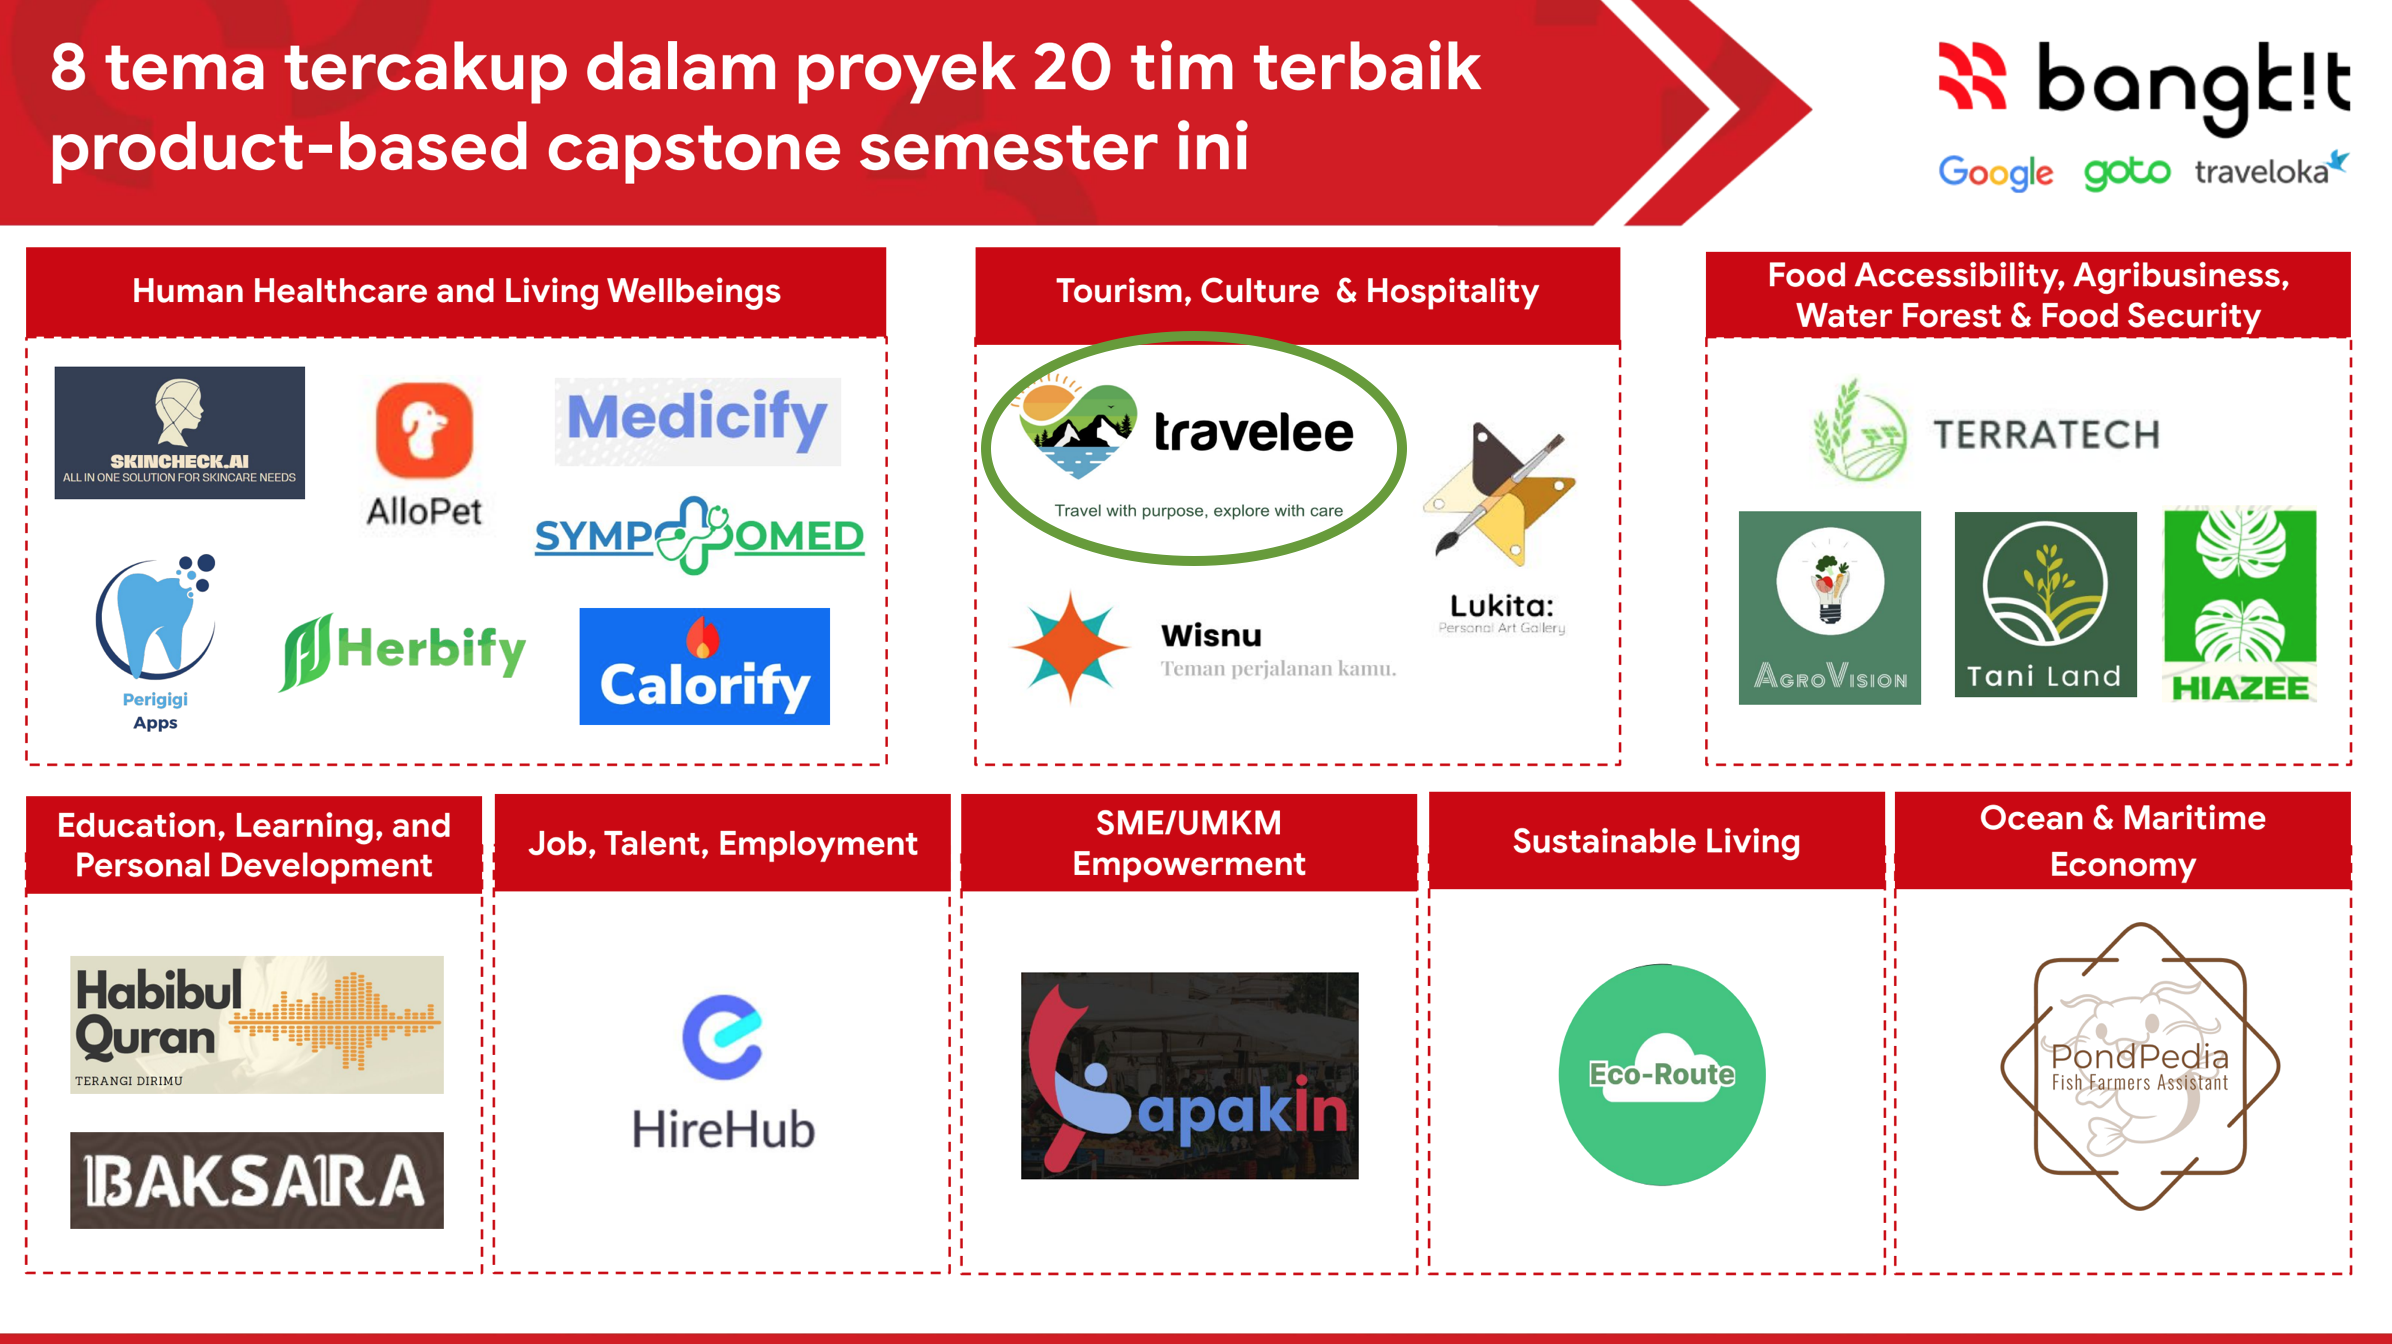 8 tema tercakup dalam proyek 20 tim terbaik
product-based capstone semester ini
bangk!t
Google goto traveloka
Human Healthcare and Living Wellbeings
SKINCHECK.AI
ALL IN ONE SOLUTION FOR SKINCARE NEEDS
AlloPet
Medicify
SYMPTOMED
Perigigi
Apps
Herbify
Calorify
Tourism, Culture & Hospitality
travelee
Travel with purpose, explore with care
Lukita:
Personal Art Gallery
Wisnu
Teman perjalanan kamu.
Food Accessibility, Agribusiness,
Water Forest & Food Security
TERRATECH
AGROVISION
Tani Land
HIAZEE
Education, Learning, and
Personal Development
Habibul
Quran
TERANGI DIRIMU
BAKSARA
Job, Talent, Employment
HireHub
SME/UMKM
Empowerment
Lapakin
Sustainable Living
Eco-Route
Ocean & Maritime
Economy
PondPedia
Fish Farmers Assistant